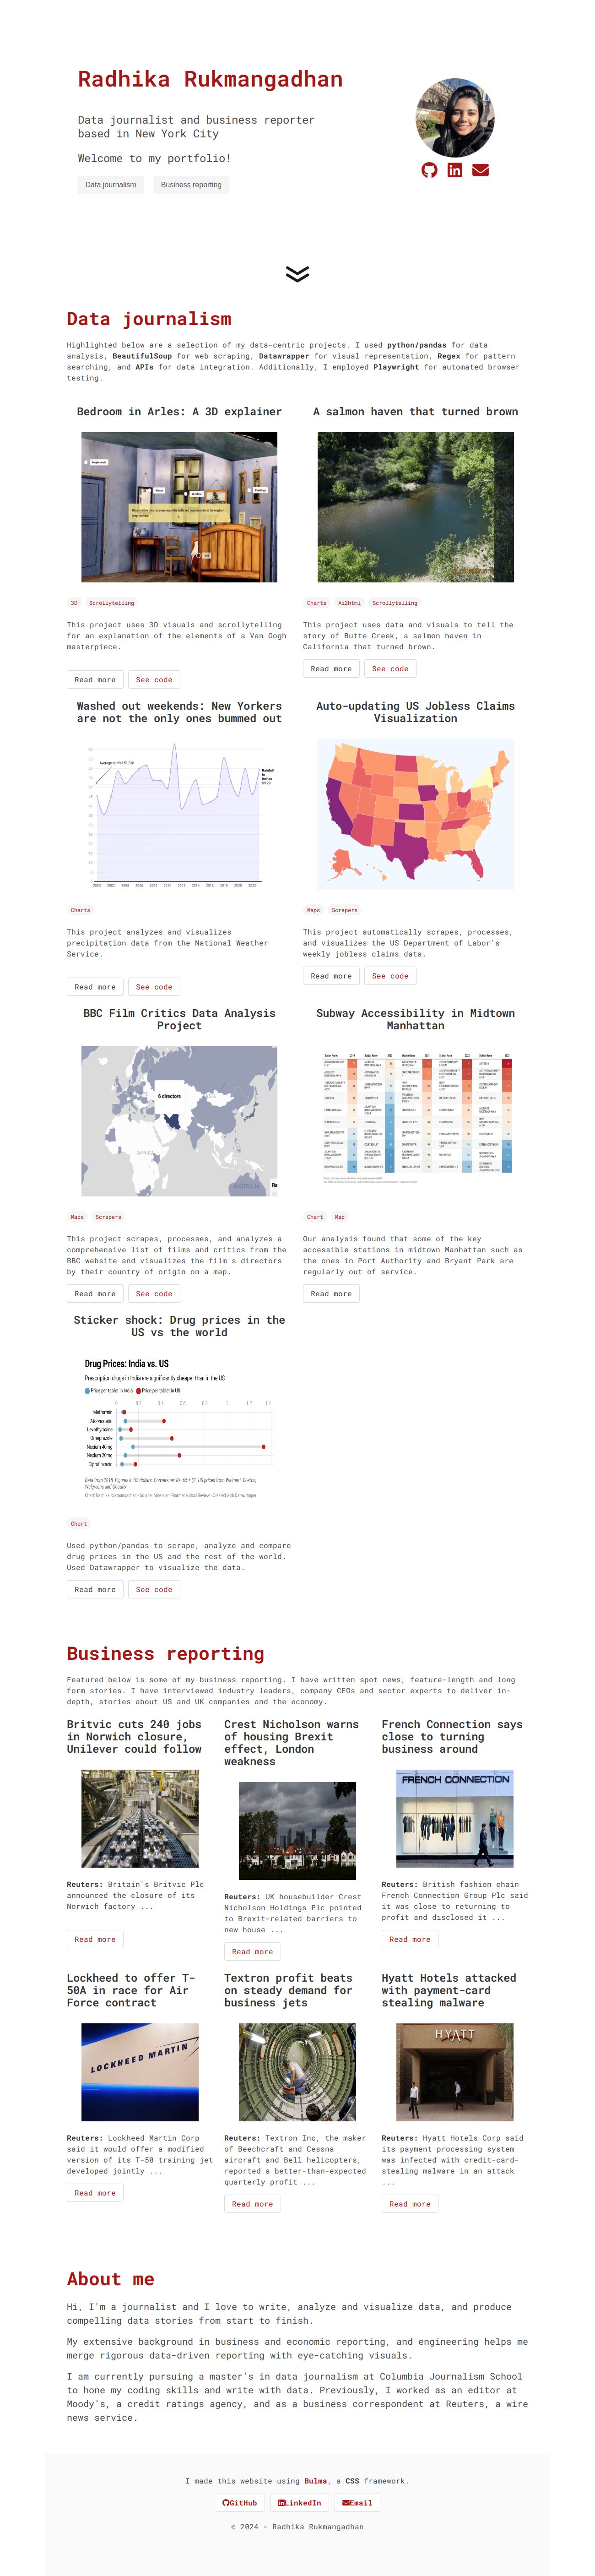 Radhika Rukmangadhan
Data journalist and business reporter
based in New York City
Welcome to my portfolio!
Data journalism
Business reporting
Data journalism
Highlighted below are a selection of my data-centric projects. I used python/pandas for data
analysis, BeautifulSoup for web scraping, Datawrapper for visual representation, Regex for pattern
searching, and APIs for data integration. Additionally, I employed Playwright for automated browser
testing.
Bedroom in Arles: A 3D explainer
3D
Scrollytelling
This project uses 3D visuals and scrollytelling
for an explanation of the elements of a Van Gogh
masterpiece.
Read more
See code
A salmon haven that turned brown
Charts
Ai2html
Scrollytelling
This project uses data and visuals to tell the
story of Butte Creek, a salmon haven in
California that turned brown.
Read more
See code
Washed out weekends: New Yorkers
are not the only ones bummed out
Charts
This project analyzes and visualizes
precipitation data from the National Weather
Service.
Read more
See code
Auto-updating US Jobless Claims
Visualization
Maps
Scrapers
This project automatically scrapes, processes,
and visualizes the US Department of Labor's
weekly jobless claims data.
Read more
See code
BBC Film Critics Data Analysis
Project
6 directors
AFRICA
AUSTRALIA
Maps
Scrapers
This project scrapes, processes, and analyzes a
comprehensive list of films and critics from the
BBC website and visualizes the film's directors
by their country of origin on a map.
Read more
See code
Subway Accessibility in Midtown
Manhattan
Chart
Map
Our analysis found that some of the key
accessible stations in midtown Manhattan such as
the ones in Port Authority and Bryant Park are
regularly out of service.
Read more
Sticker shock: Drug prices in the
US vs the world
Drug Prices: India vs. US
Prescription drugs in India are significantly cheaper than in the US
Price per tablet in India
Price per tablet in US
0 0.2 0.4 0.6 0.8 1 1.2 1.4
Metformin
Atorvastatin
Levothyroxine
Omeprazole
Nexium 40mg
Nexium 20mg
Ciprofloxacin
Chart
Used python/pandas to scrape, analyze and compare
drug prices in the US and the rest of the world.
Used Datawrapper to visualize the data.
Read more
See code
Business reporting
Featured below is some of my business reporting. I have written spot news, feature-length and long
form stories. I have interviewed industry leaders, company CEOs and sector experts to deliver in-
depth, stories about US and UK companies and the economy.
Britvic cuts 240 jobs
in Norwich closure,
Unilever could follow
Reuters: Britain's Britvic Plc
announced the closure of its
Norwich factory ...
Read more
Crest Nicholson warns
of housing Brexit
effect, London
weakness
Reuters: UK housebuilder Crest
Nicholson Holdings Plc pointed
to Brexit-related barriers to
new house ...
Read more
French Connection says
close to turning
business around
FRENCH CONNECTION
Reuters: British fashion chain
French Connection Group Plc said
it was close to returning to
profit and disclosed it ...
Read more
Lockheed to offer T-
50A in race for Air
Force contract
LOCKHEED MARTIN
Reuters: Lockheed Martin Corp
said it would offer a modified
version of its T-50 training jet
developed jointly ...
Read more
Textron profit beats
on steady demand for
business jets
Reuters: Textron Inc, the maker
of Beechcraft and Cessna
aircraft and Bell helicopters,
reported a better-than-expected
quarterly profit ...
Read more
Hyatt Hotels attacked
with payment-card
stealing malware
HYATT
Reuters: Hyatt Hotels Corp said
its payment processing system
was infected with credit-card-
stealing malware in an attack
...
Read more
About me
Hi, I'm a journalist and I love to write, analyze and visualize data, and produce
compelling data stories from start to finish.
My extensive background in business and economic reporting, and engineering helps me
merge rigorous data-driven reporting with eye-catching visuals.
I am currently pursuing a master's in data journalism at Columbia Journalism School
to hone my coding skills and write with data. Previously, I worked as an editor at
Moody's, a credit ratings agency, and as a business correspondent at Reuters, a wire
news service.
I made this website using Bulma, a CSS framework.
GitHub
LinkedIn
Email
© 2024 - Radhika Rukmangadhan